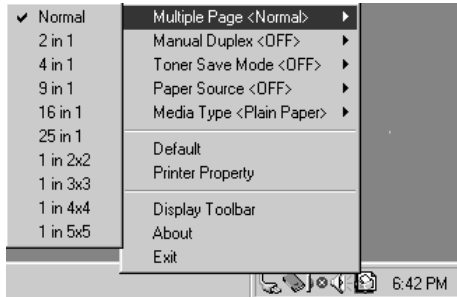 Normal
2 in 1
4 in 1
9 in 1
16 in 1
25 in 1
1 in 2x2
1 in 3x3
1 in 4x4
1 in 5x5
Multiple Page <Normal>
Manual Duplex <OFF>
Toner Save Mode <OFF>
Paper Source <OFF>
Media Type <Plain Paper>
Default
Printer Property
Display Toolbar
About
Exit
6:42 PM